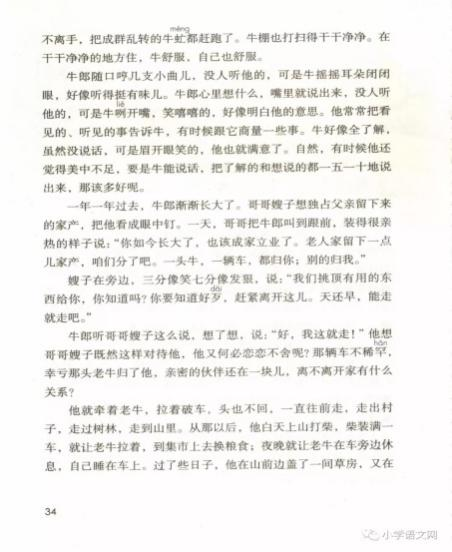 méng
不离手，把成群乱转的牛虻都赶跑了。牛棚也打扫得干干净净。在
干干净净的地方住，牛舒服，自己也舒服。
牛郎随口哼几支小曲儿，没人听他的，可是牛摇摇耳朵闭闭
眼，好像听得挺有味儿。牛郎心里想什么，嘴里就说出来，没人听
liě
他的，可是牛咧开嘴，笑嘻嘻的，好像明白他的意思。他常常把看
见的、听见的事告诉牛，有时候跟它商量一些事。牛好像全了解，
虽然没说话，可是眉开眼笑的，他也就满意了。自然，有时候他还
觉得美中不足，要是牛能说话，把了解的和想说的都一五一十地说
出来，那该多好呢。
一年一年过去，牛郎渐渐长大了。哥哥嫂子想独占父亲留下来
的家产，把他看成眼中钉。一天，哥哥把牛郎叫到跟前，装得很亲
热的样子说：“你如今长大了，也该成家立业了。老人家留下一点
儿家产，咱们分了吧。一头牛，一辆车，都归你；别的归我。”
嫂子在旁边，三分像笑七分像发狠，说：“我们挑顶有用的东
dǎi
西给你，你知道吗？你要知道好歹，赶紧离开这儿。天还早，能走
就走吧。”
牛郎听哥哥嫂子这么说，想了想，说：“好，我这就走！”他想
hǎn
哥哥嫂子既然这样对待他，他又何必恋恋不舍呢？那辆车不稀罕，
幸亏那头老牛归了他，亲密的伙伴还在一块儿，离不离开家有什么
关系？
他就牵着老牛，拉着破车，头也不回，一直往前走，走出村
子，走过树林，走到山里。从那以后，他白天上山打柴，柴装满一
车，就让老牛拉着，到集市上去换粮食；夜晚就让老牛在车旁边休
息，自己睡在车上。过了些日子，他在山前边盖了一间草房，又在
34
小学语文网